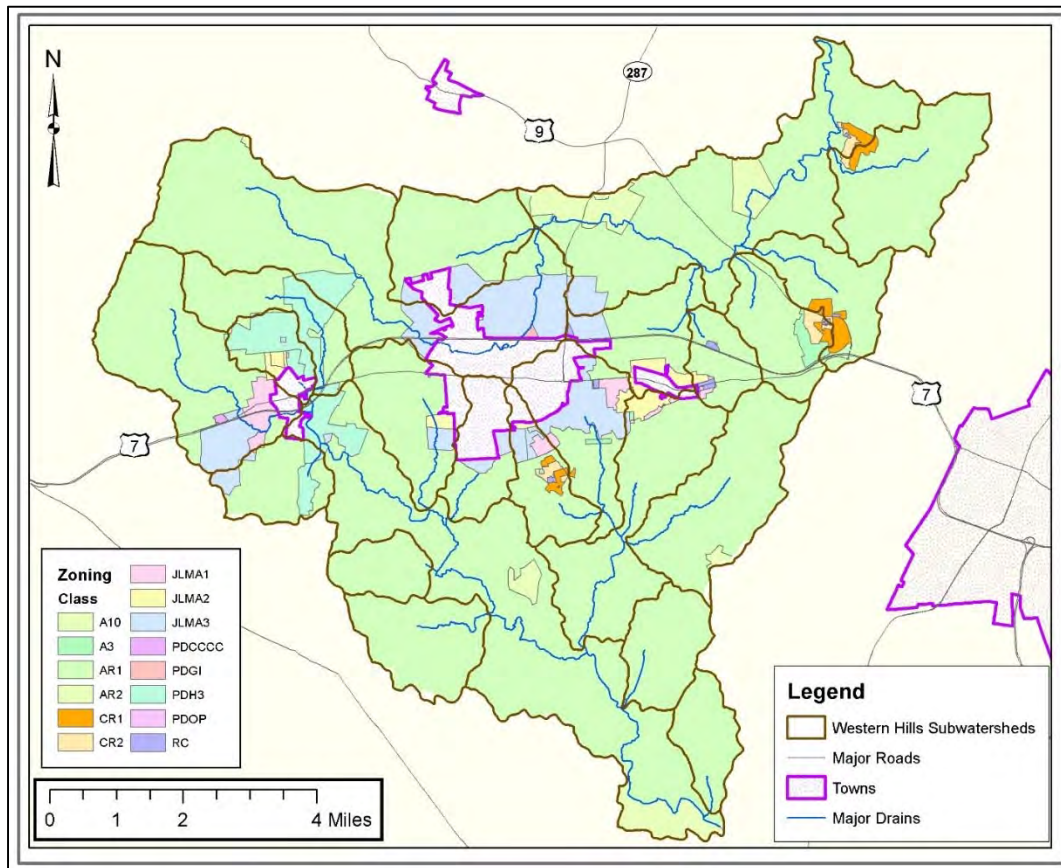 N
287
9
7
7
Zoning
Class
A10
A3
AR1
AR2
CR1
CR2
JLMA1
JLMA2
JLMA3
PDCCCC
PDGI
PDH3
PDOP
RC
0 2 4 Miles
Legend
Western Hills Subwatersheds
Major Roads
Towns
Major Drains